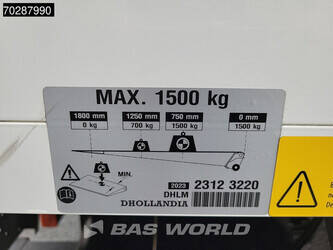 70287990
MAX. 1500 kg
1800 mm 1250 mm 750 mm 0 mm
0 kg 700 kg 1500 kg 1500 kg
MIN.
2023 2312 3220
DHLM
DHOLLANDIA
BAS WORLD